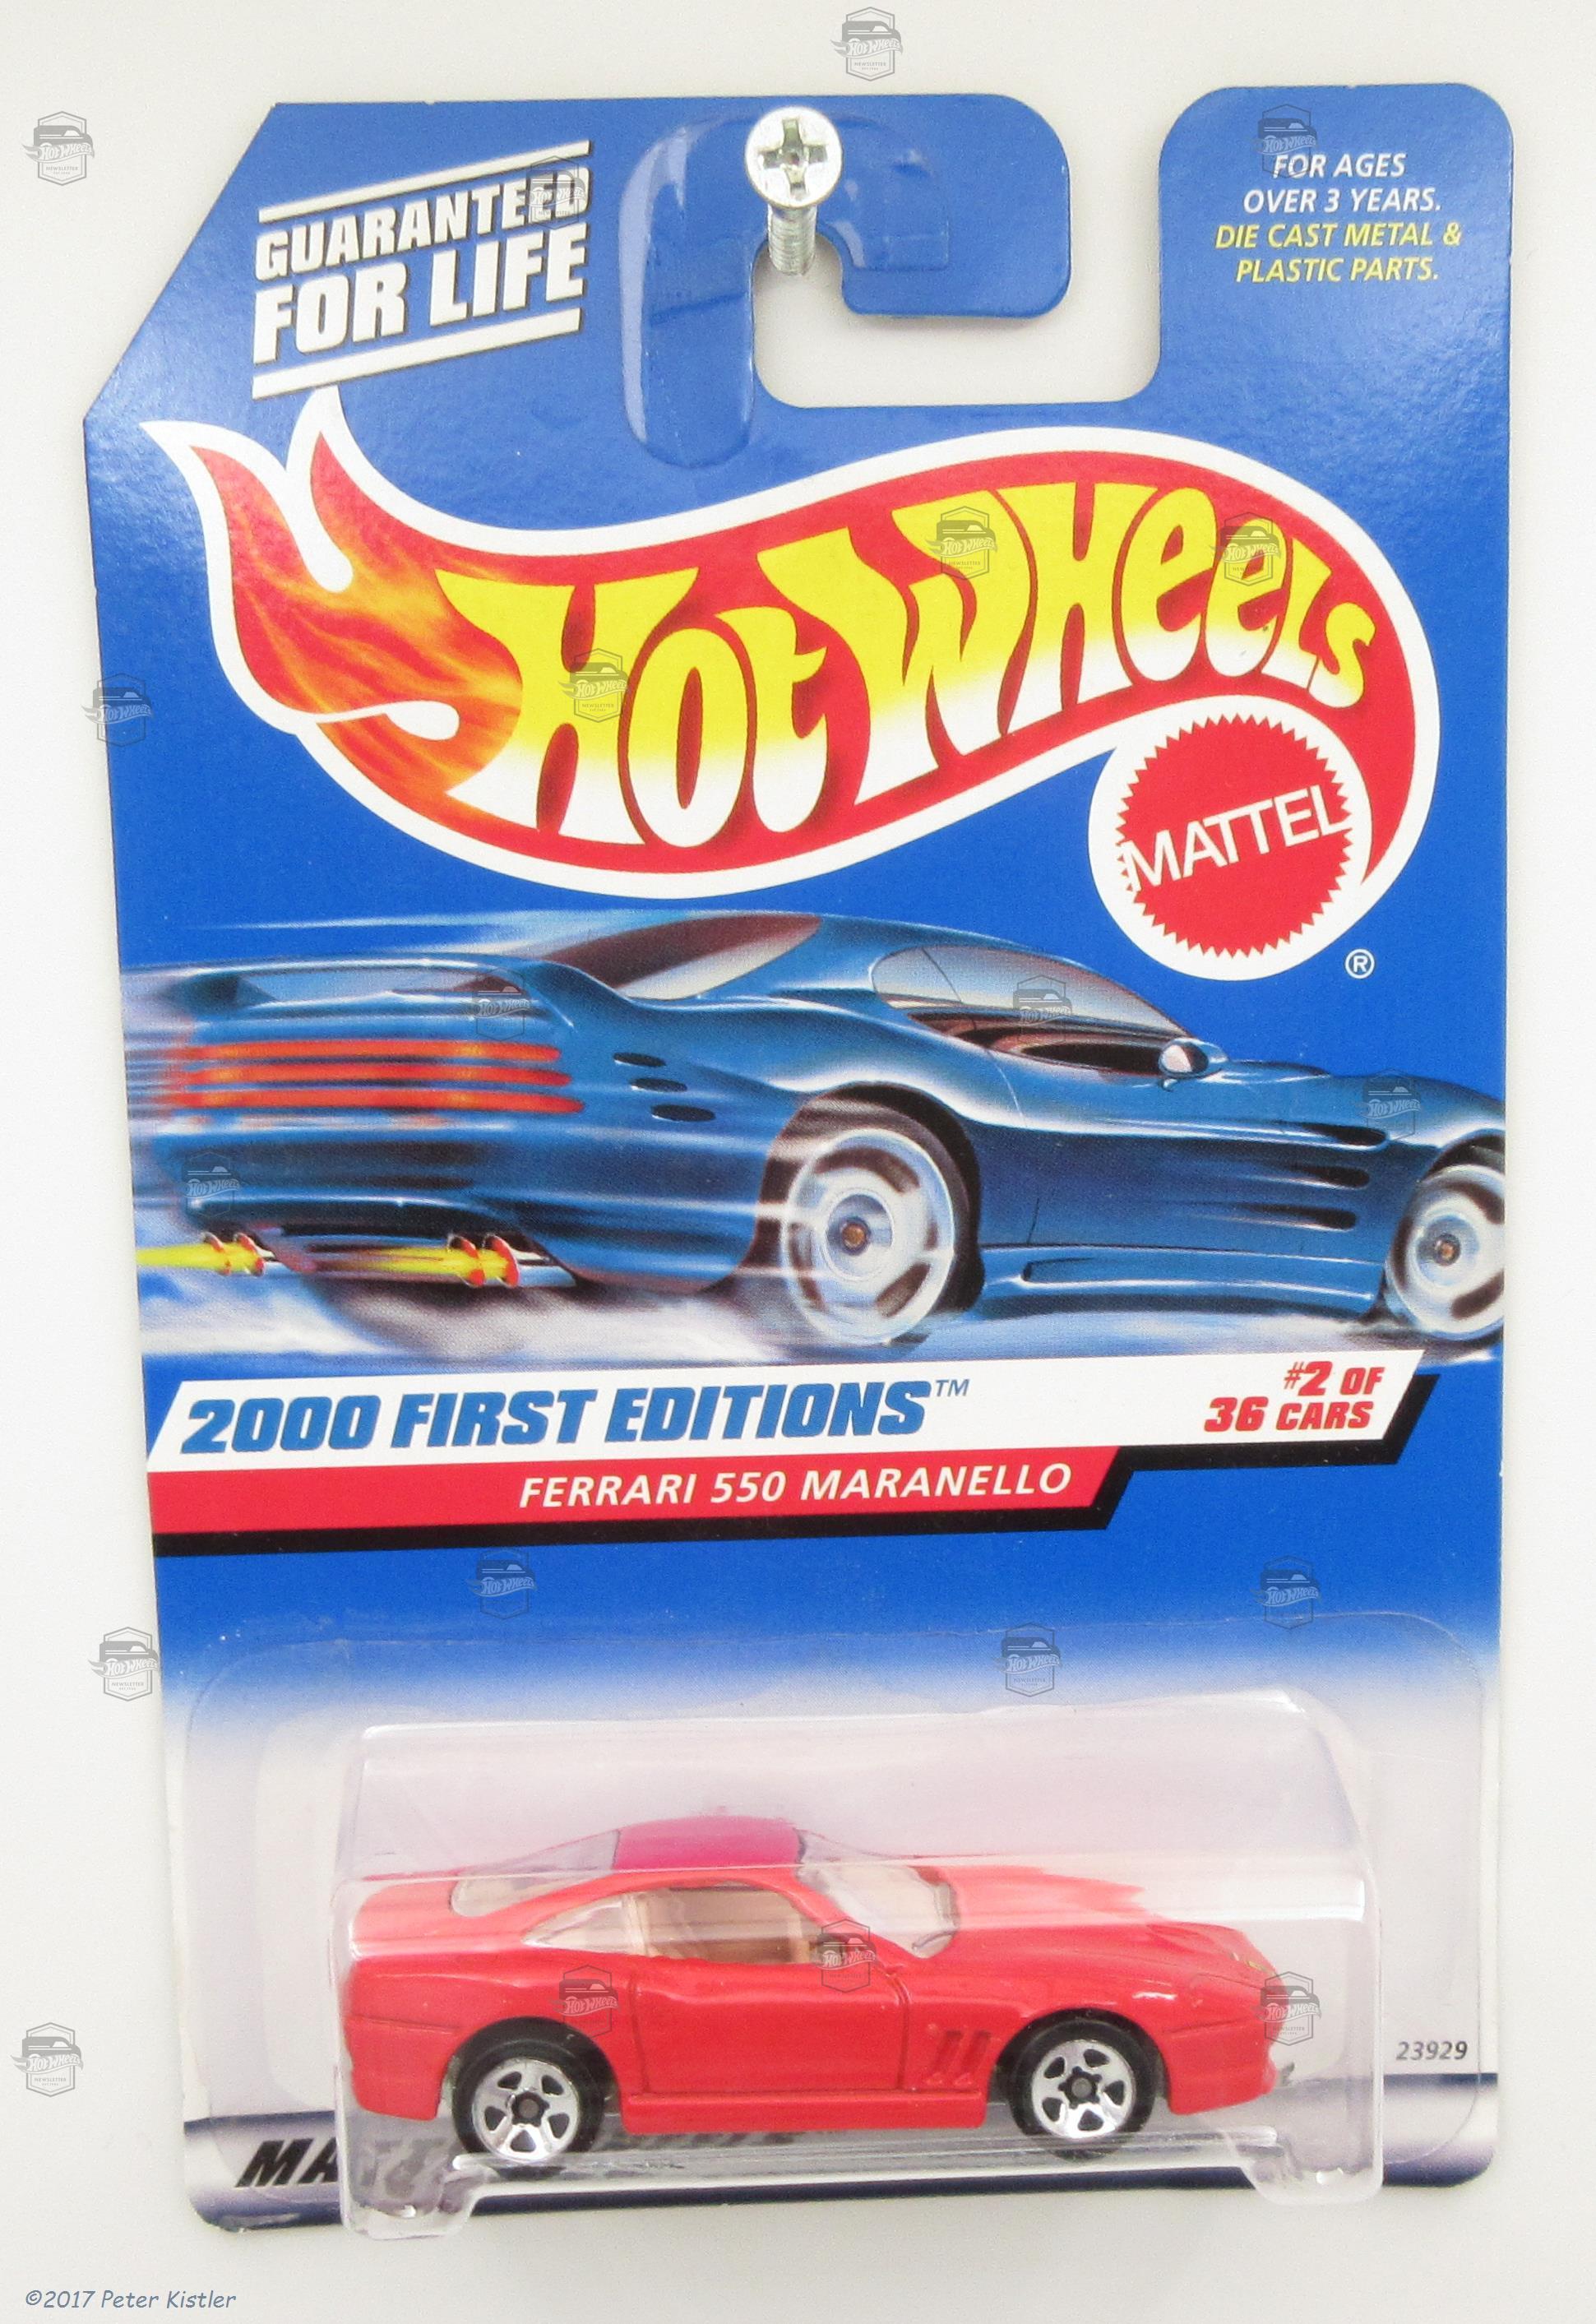 GUARANTEED
FOR LIFE
FOR AGES
OVER 3 YEARS.
DIE CAST METAL &
PLASTIC PARTS.
HOT WHEELS
MATTEL
®
2000 FIRST EDITIONS™
#2 OF
36 CARS
FERRARI 550 MARANELLO
23929
©2017 Peter Kistler